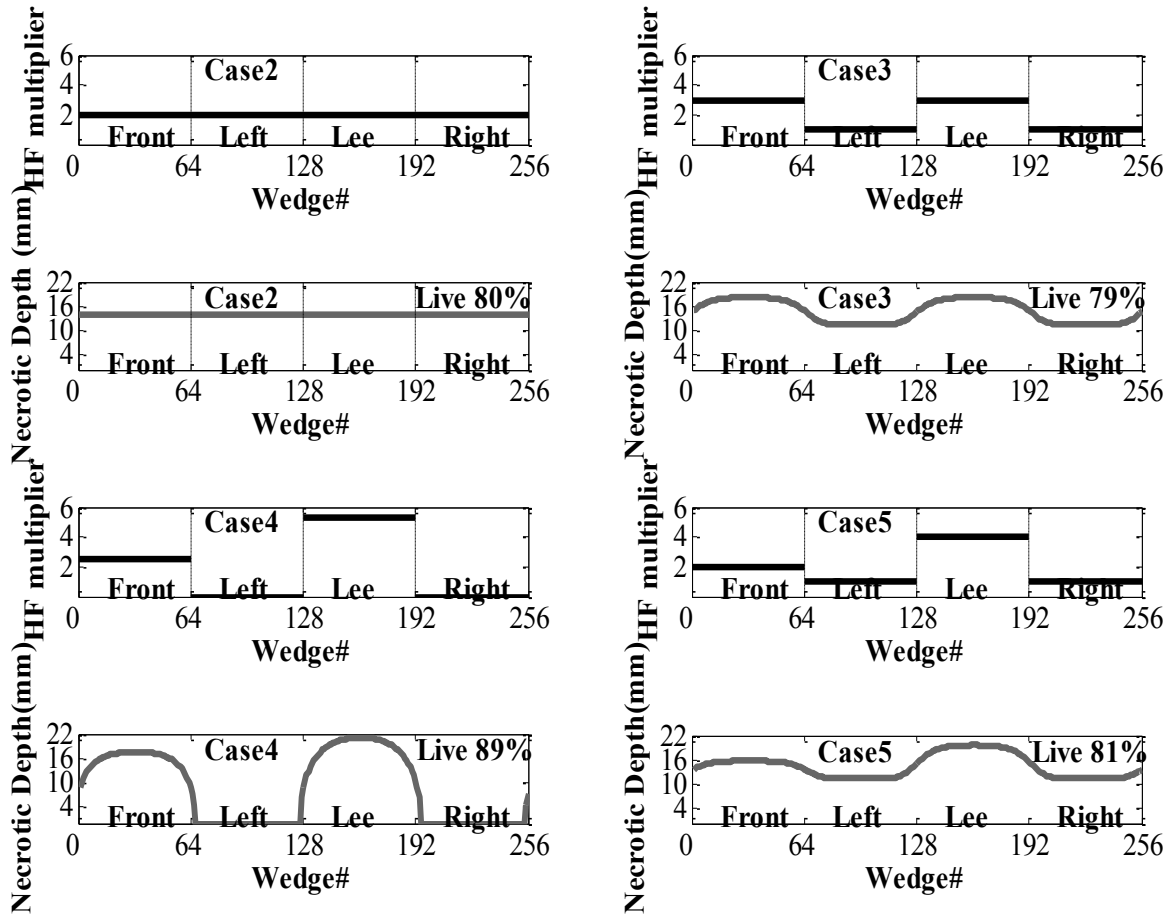 HF multiplier
6
4
2
Case2
Front Left Lee Right
0 64 128 192 256
Wedge#
HF multiplier
6
4
2
Case3
Front Left Lee Right
0 64 128 192 256
Wedge#
Necrotic Depth (mm)
22
16
10
4
Case2
Live 80%
Front Left Lee Right
0 64 128 192 256
Wedge#
Necrotic Depth(mm)
22
16
10
4
Case3
Live 79%
Front Left Lee Right
0 64 128 192 256
Wedge#
HF multiplier
6
4
2
Case4
Front Left Lee Right
0 64 128 192 256
Wedge#
HF multiplier
6
4
2
Case5
Front Left Lee Right
0 64 128 192 256
Wedge#
Necrotic Depth(mm)
22
16
10
4
Case4
Live 89%
Front Left Lee Right
0 64 128 192 256
Wedge#
Necrotic Depth(mm)
22
16
10
4
Case5
Live 81%
Front Left Lee Right
0 64 128 192 256
Wedge#